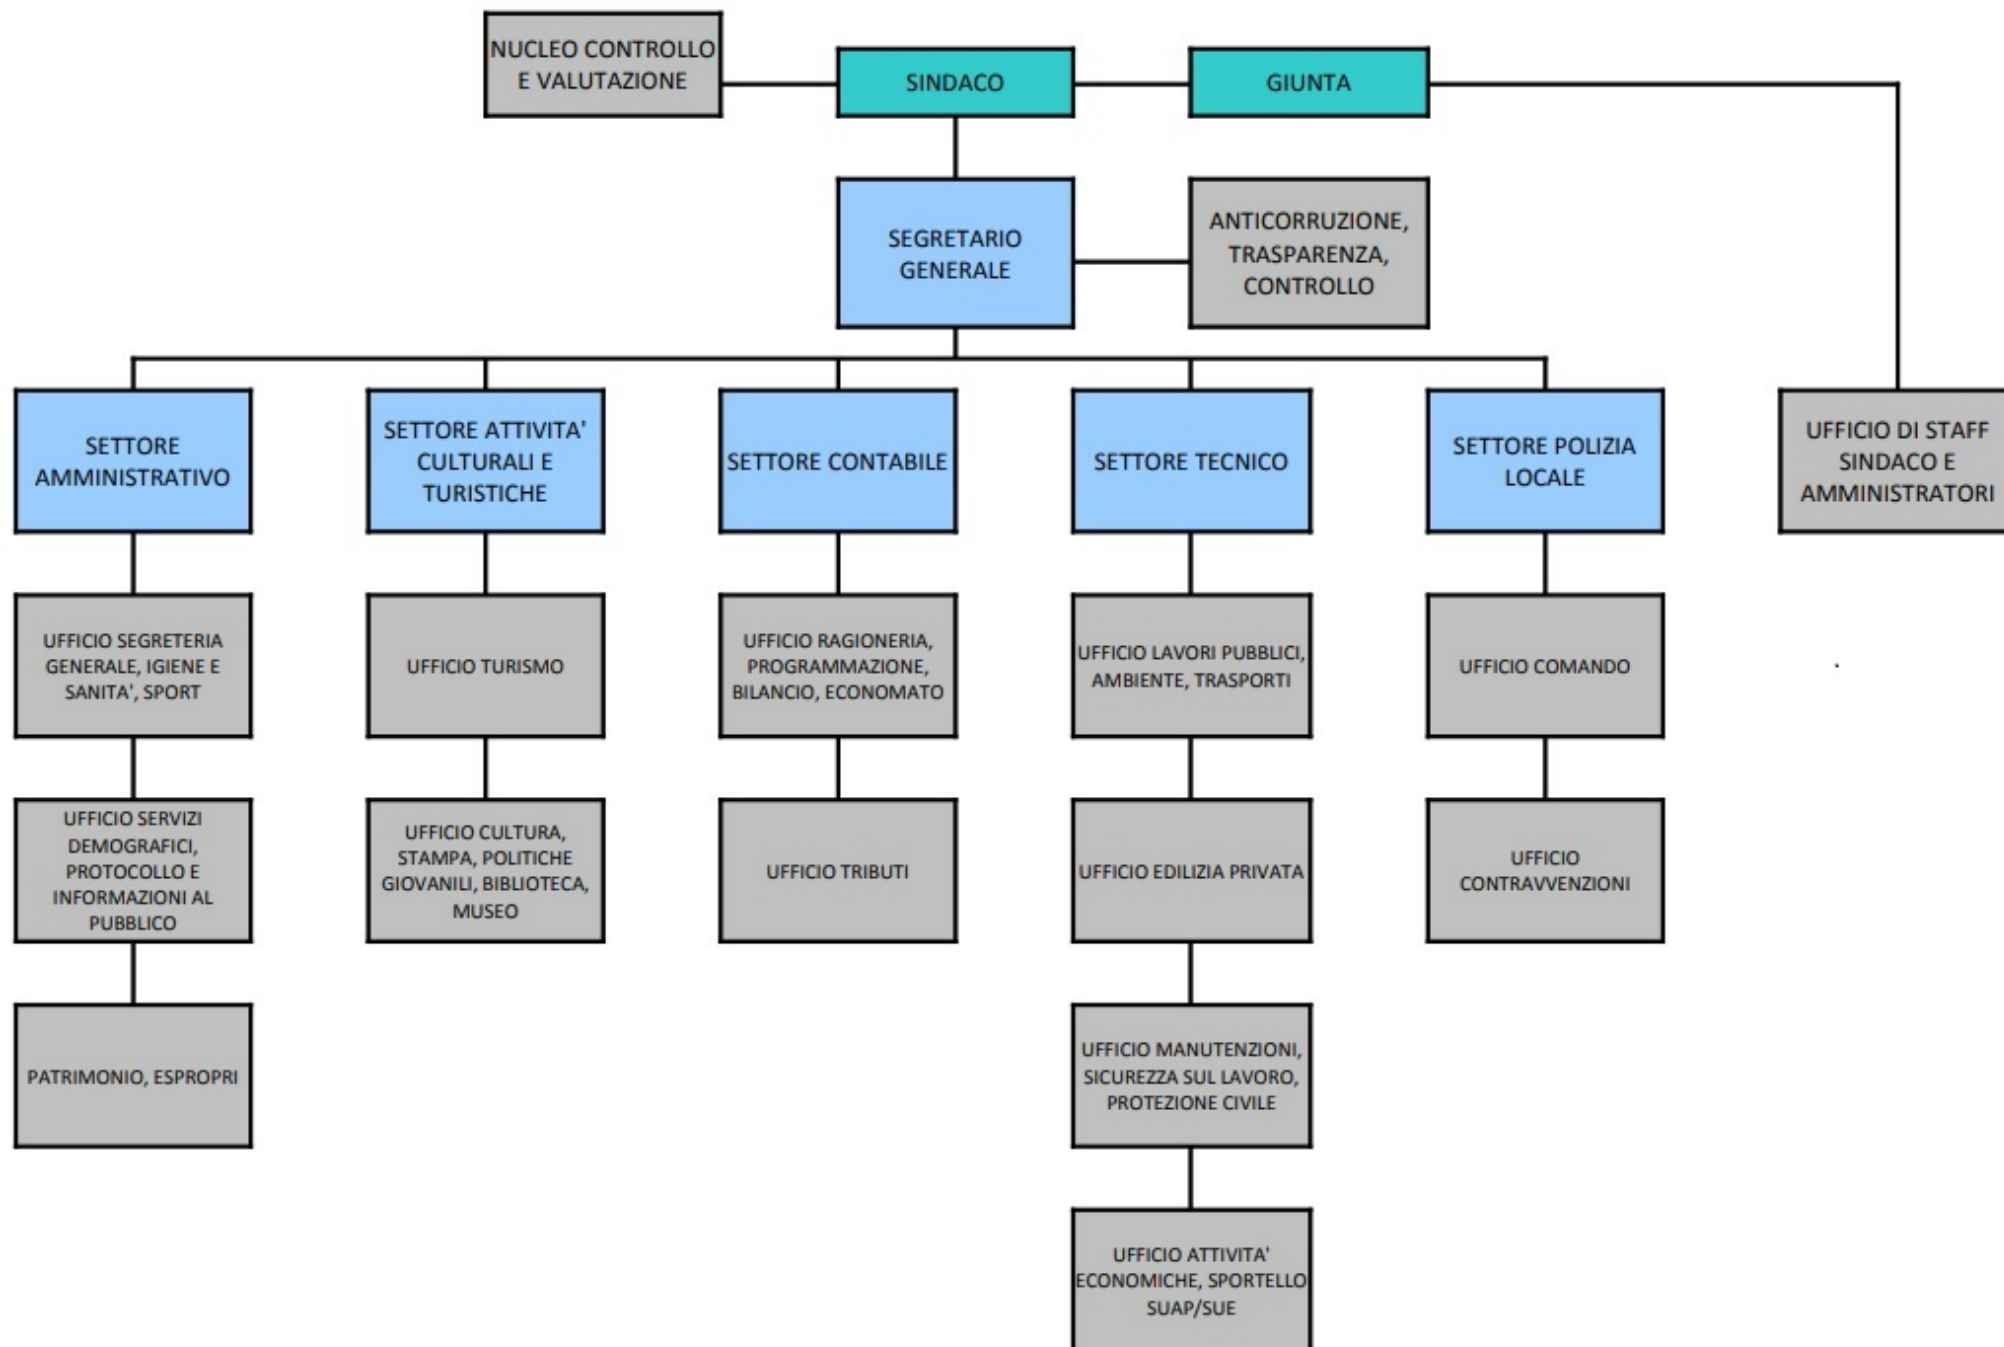 NUCLEO CONTROLLO
E VALUTAZIONE
SINDACO
GIUNTA
SEGRETARIO
GENERALE
ANTICORRUZIONE,
TRASPARENZA,
CONTROLLO
SETTORE
AMMINISTRATIVO
SETTORE ATTIVITA'
CULTURALI E
TURISTICHE
SETTORE CONTABILE
SETTORE TECNICO
SETTORE POLIZIA
LOCALE
UFFICIO DI STAFF
SINDACO E
AMMINISTRATORI
UFFICIO SEGRETERIA
GENERALE, IGIENE E
SANITA', SPORT
UFFICIO TURISMO
UFFICIO RAGIONERIA,
PROGRAMMAZIONE,
BILANCIO, ECONOMATO
UFFICIO LAVORI PUBBLICI,
AMBIENTE, TRASPORTI
UFFICIO COMANDO
UFFICIO SERVIZI
DEMOGRAFICI,
PROTOCOLLO E
INFORMAZIONI AL
PUBBLICO
UFFICIO CULTURA,
STAMPA, POLITICHE
GIOVANILI, BIBLIOTECA,
MUSEO
UFFICIO TRIBUTI
UFFICIO EDILIZIA PRIVATA
UFFICIO
CONTRAVVENZIONI
PATRIMONIO, ESPROPRI
UFFICIO MANUTENZIONI,
SICUREZZA SUL LAVORO,
PROTEZIONE CIVILE
UFFICIO ATTIVITA'
ECONOMICHE, SPORTELLO
SUAP/SUE